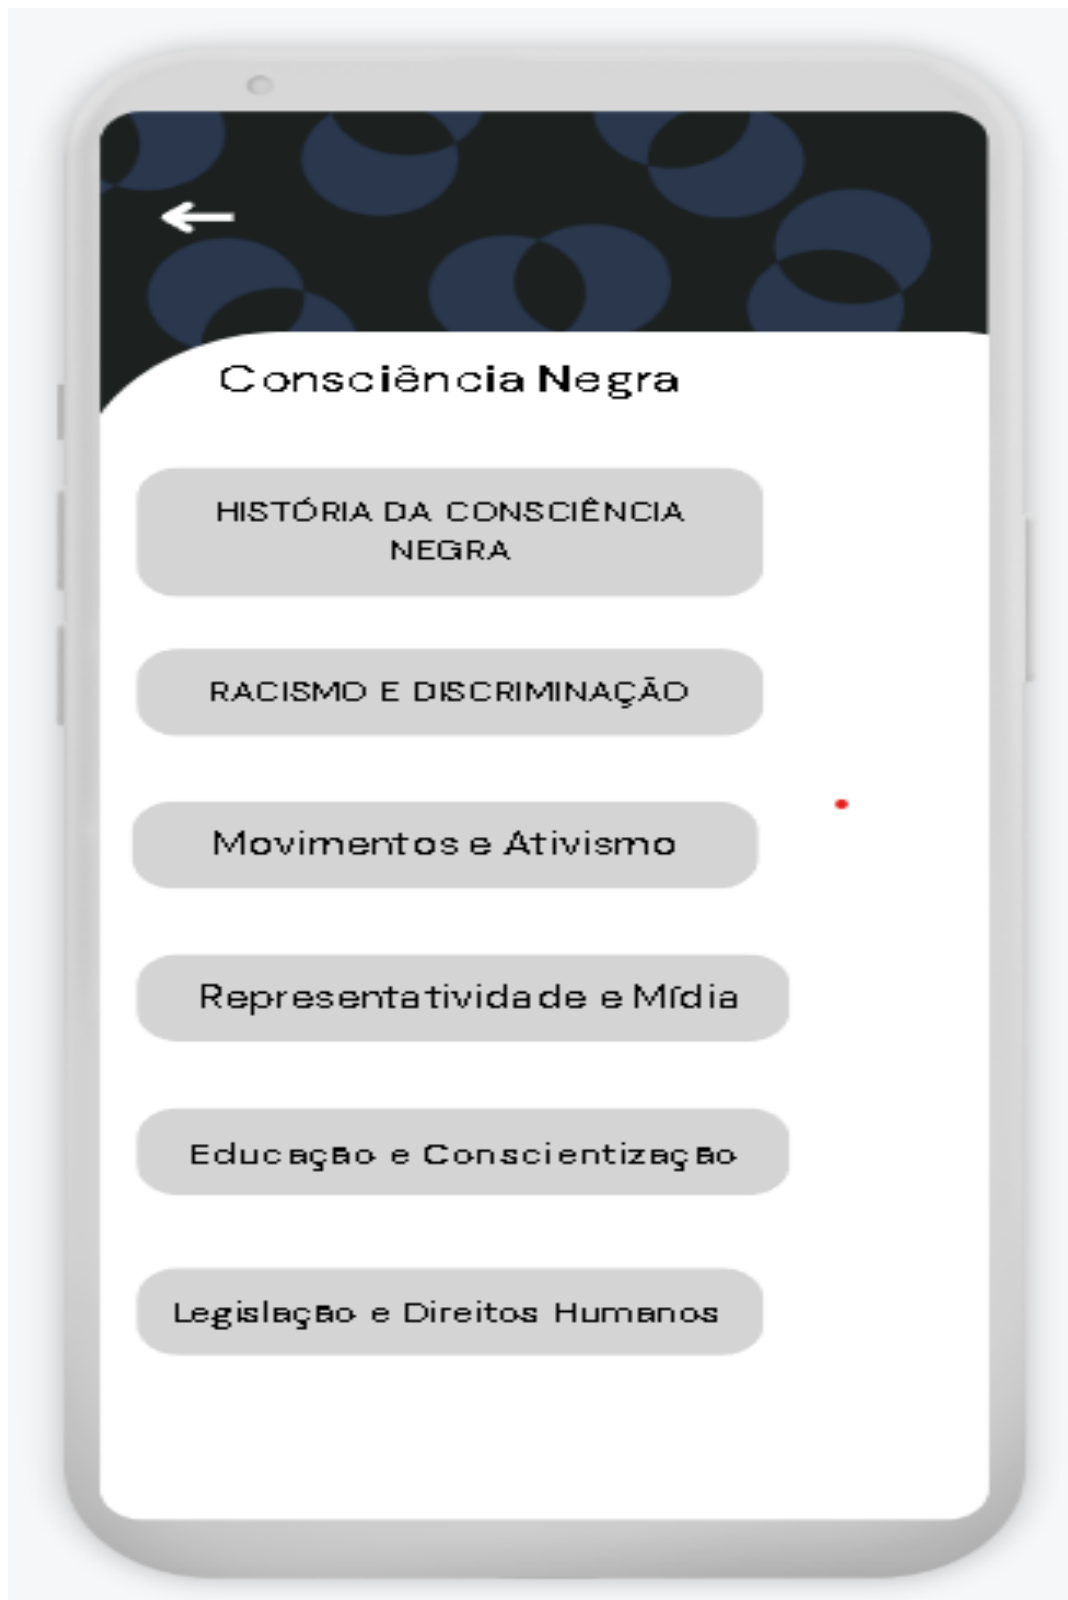 Consciência Negra
HISTÓRIA DA CONSCIÊNCIA
NEGRA
RACISMO E DISCRIMINAÇÃO
Movimentos e Ativismo
Representatividade e Mídia
Educação e Conscientização
Legislação e Direitos Humanos